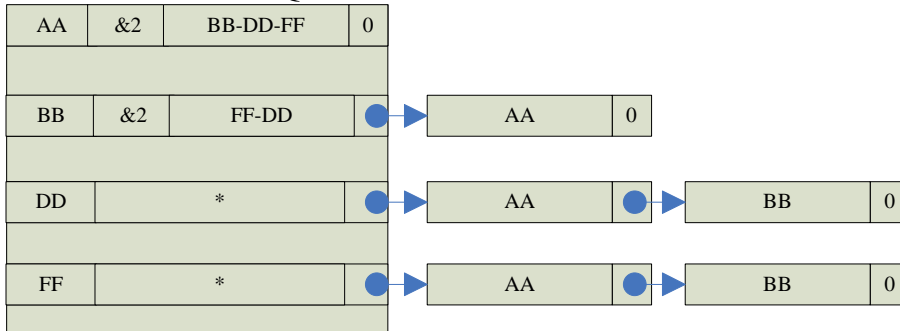 AA &2 BB-DD-FF 0
BB &2 FF-DD AA 0
DD * AA BB 0
FF * AA BB 0